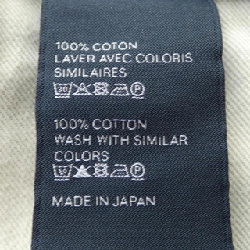 100% COTON
LAVER AVEC COLORIS
SIMILAIRES
100% COTTON
WASH WITH SIMILAR
COLORS
MADE IN JAPAN